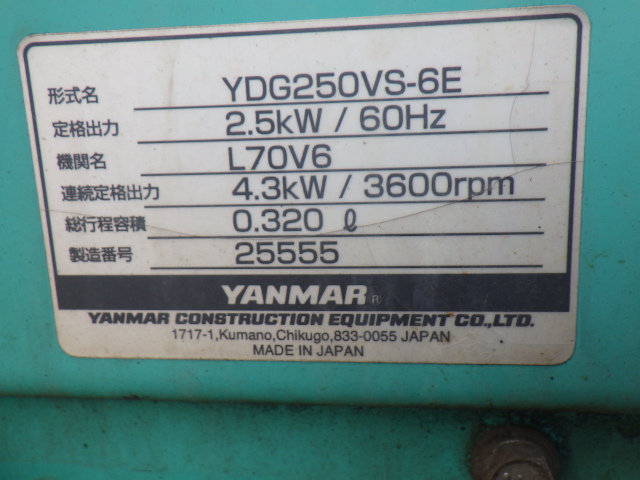 形式名 YDG250VS-6E
定格出力 2.5kW / 60Hz
機関名 L70V6
連続定格出力 4.3kW / 3600rpm
総行程容積 0.320 ℓ
製造番号 25555
YANMAR®
YANMAR CONSTRUCTION EQUIPMENT CO.,LTD.
1717-1,Kumano,Chikugo,833-0055 JAPAN
MADE IN JAPAN